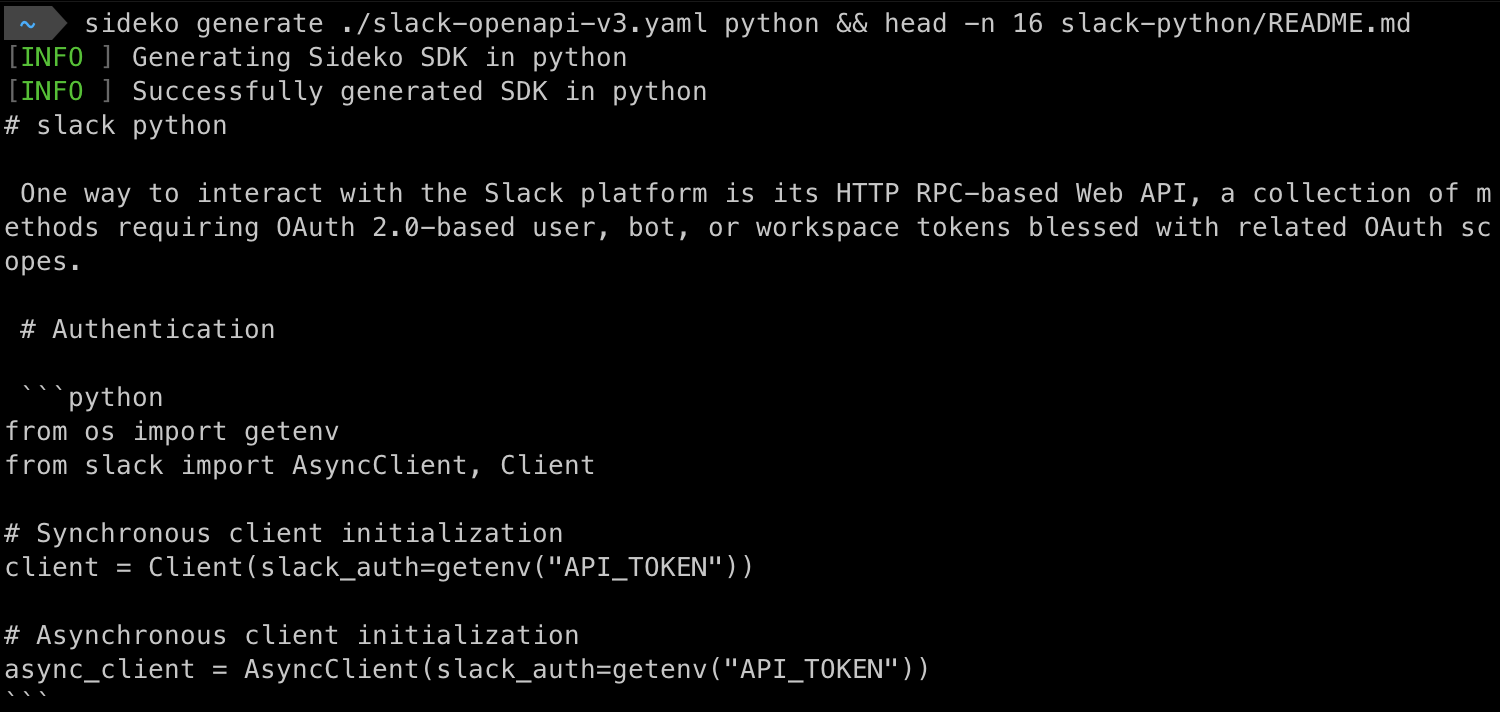 ~ sideko generate ./slack-openapi-v3.yaml python && head -n 16 slack-python/README.md
[INFO ] Generating Sideko SDK in python
[INFO ] Successfully generated SDK in python
# slack python
One way to interact with the Slack platform is its HTTP RPC-based Web API, a collection of m
ethods requiring OAuth 2.0-based user, bot, or workspace tokens blessed with related OAuth sc
opes.
# Authentication
```python
from os import getenv
from slack import AsyncClient, Client
# Synchronous client initialization
client = Client(slack_auth=getenv("API_TOKEN"))
# Asynchronous client initialization
async_client = AsyncClient(slack_auth=getenv("API_TOKEN"))
```